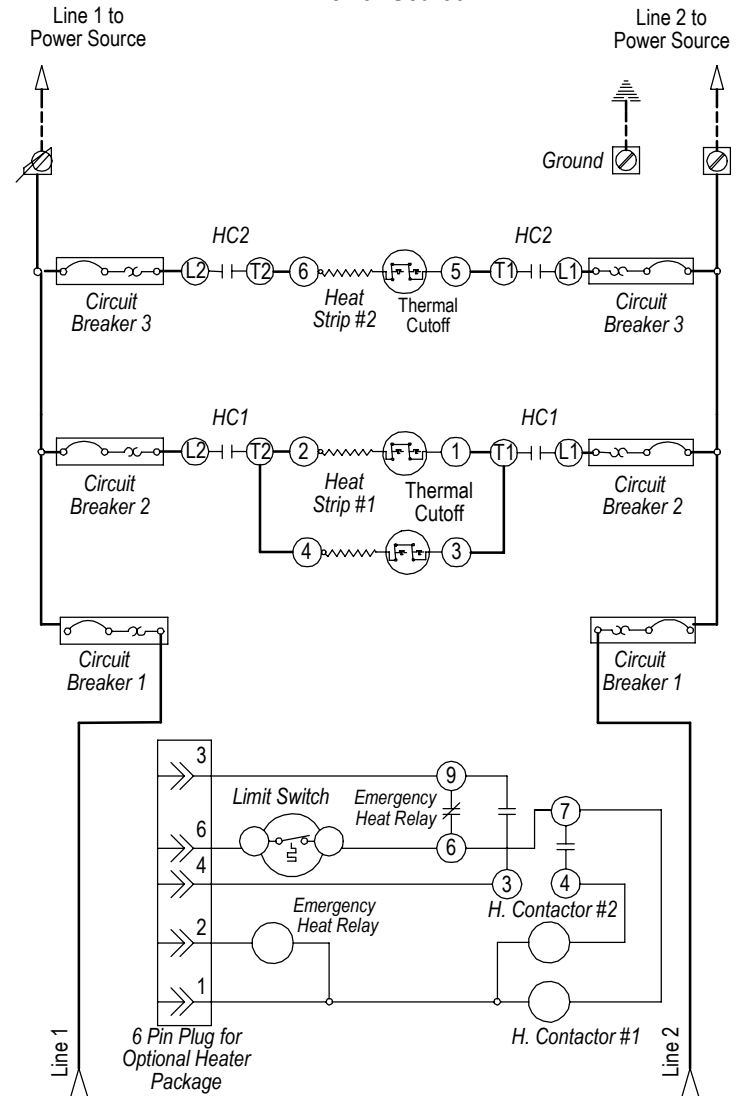 Line 1 to
Power Source
Line 2 to
Power Source
Ground
HC2
HC2
L2
T2
6
5
T1
L1
Circuit
Breaker 3
Heat
Strip #2
Thermal
Cutoff
Circuit
Breaker 3
HC1
HC1
L2
T2
2
1
T1
L1
Circuit
Breaker 2
Heat
Strip #1
Thermal
Cutoff
Circuit
Breaker 2
4
3
Circuit
Breaker 1
Circuit
Breaker 1
3
9
Limit Switch
Emergency
Heat Relay
7
6
6
4
3
4
H. Contactor #2
Emergency
Heat Relay
2
1
H. Contactor #1
6 Pin Plug for
Optional Heater
Package
Line 1
Line 2